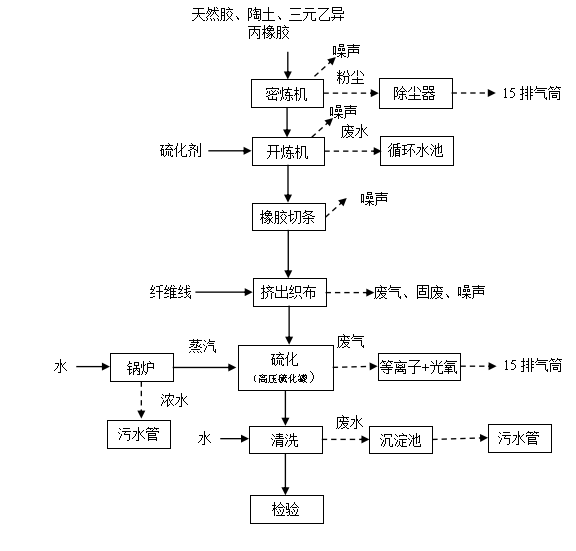 天然胶、陶土、三元乙异
丙橡胶
噪声
粉尘
密炼机
除尘器
15 排气筒
噪声
废水
硫化剂
开炼机
循环水池
橡胶切条
噪声
纤维线
挤出织布
废气、固废、噪声
蒸汽
废气
水
锅炉
硫化
（高压硫化罐）
等离子+光氧
15 排气筒
浓水
污水管
水
清洗
废水
沉淀池
污水管
检验